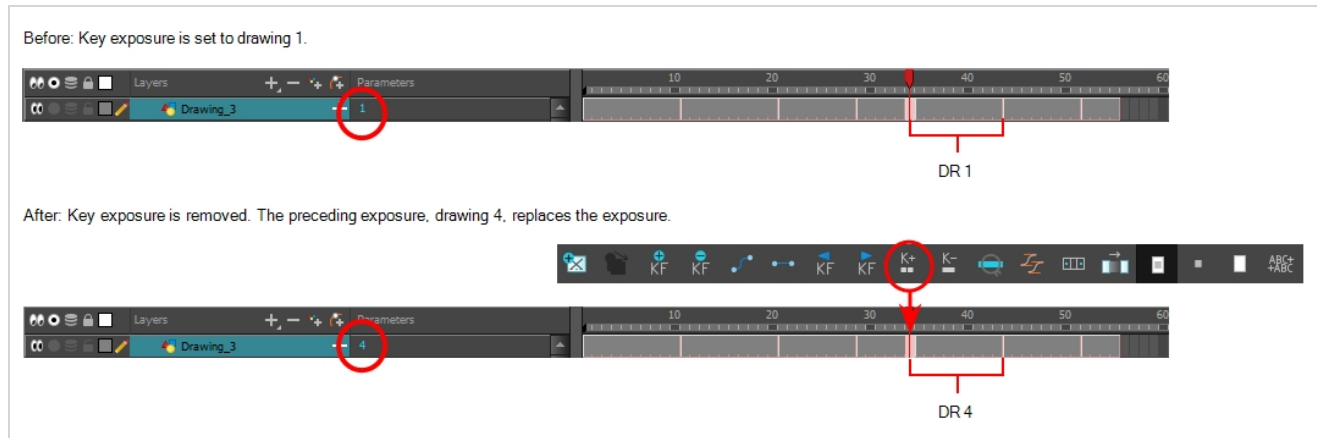 Before: Key exposure is set to drawing 1.
Layers Parameters 10 20 30 40 50 60
Drawing_3 1
DR 1
After: Key exposure is removed. The preceding exposure, drawing 4, replaces the exposure.
KF KF KF KF K+ K- ABC+ +ABC
Layers Parameters 10 20 30 40 50 60
Drawing_3 4
DR 4